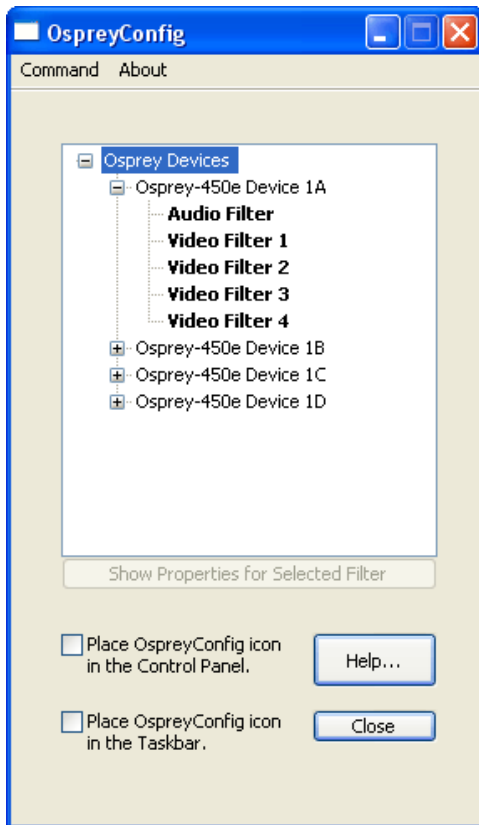 OspreyConfig
Command About
Osprey Devices
Osprey-450e Device 1A
Audio Filter
Video Filter 1
Video Filter 2
Video Filter 3
Video Filter 4
Osprey-450e Device 1B
Osprey-450e Device 1C
Osprey-450e Device 1D
Show Properties for Selected Filter
Place OspreyConfig icon
in the Control Panel.
Help...
Place OspreyConfig icon
in the Taskbar.
Close